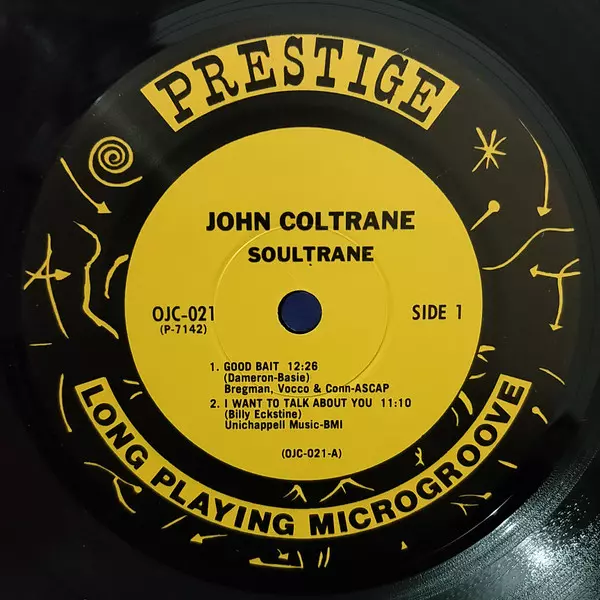 PRESTIGE
JOHN COLTRANE
SOULTRANE
OJC-021
(P-7142)
SIDE 1
1. GOOD BAIT 12:26
(Dameron-Basie)
Bregman, Vocco & Conn-ASCAP
2. I WANT TO TALK ABOUT YOU 11:10
(Billy Eckstine)
Unichappell Music-BMI
(OJC-021-A)
LONG PLAYING MICROGROOVE